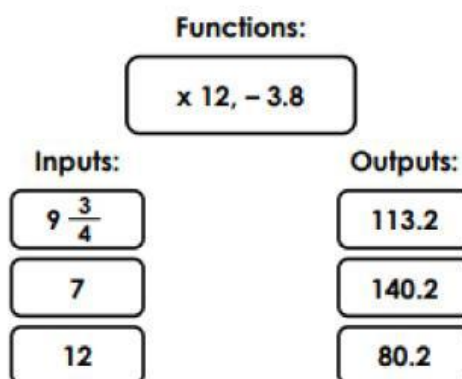 Functions:
x 12, – 3.8
Inputs: Outputs:
9 3/4 113.2
7 140.2
12 80.2